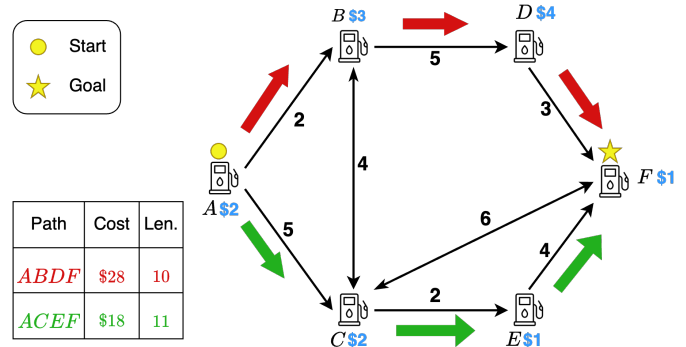 Start
Goal
B $3
D $4
5
2
3
4
A $2
F $1
5
6
4
2
C $2
E $1
Path Cost Len.
ABDF $28 10
ACEF $18 11